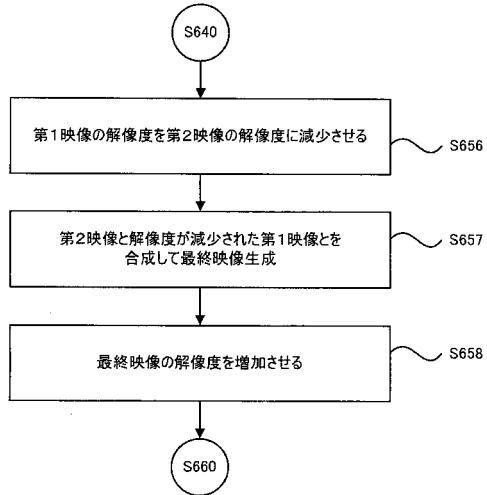 S640
第1映像の解像度を第2映像の解像度に減少させる
S656
第2映像と解像度が減少された第1映像とを
合成して最終映像生成
S657
最終映像の解像度を増加させる
S658
S660